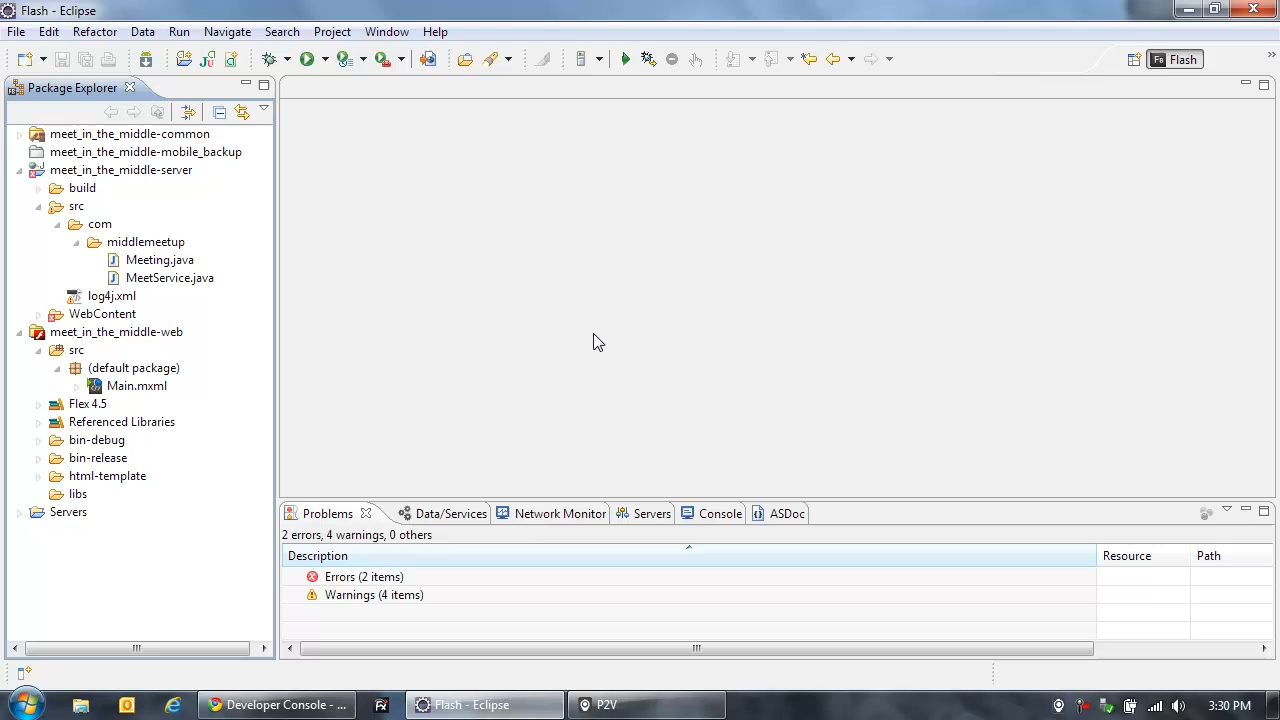 Flash - Eclipse
File Edit Refactor Data Run Navigate Search Project Window Help
Fb Flash
Package Explorer
meet_in_the_middle-common
meet_in_the_middle-mobile_backup
meet_in_the_middle-server
build
src
com
middlemeetup
Meeting.java
MeetService.java
log4j.xml
WebContent
meet_in_the_middle-web
src
(default package)
Main.mxml
Flex 4.5
Referenced Libraries
bin-debug
bin-release
html-template
libs
Servers
Problems Data/Services Network Monitor Servers Console ASDoc
2 errors, 4 warnings, 0 others
Description Resource Path
Errors (2 items)
Warnings (4 items)
Developer Console - ... Flash - Eclipse P2V 3:30 PM